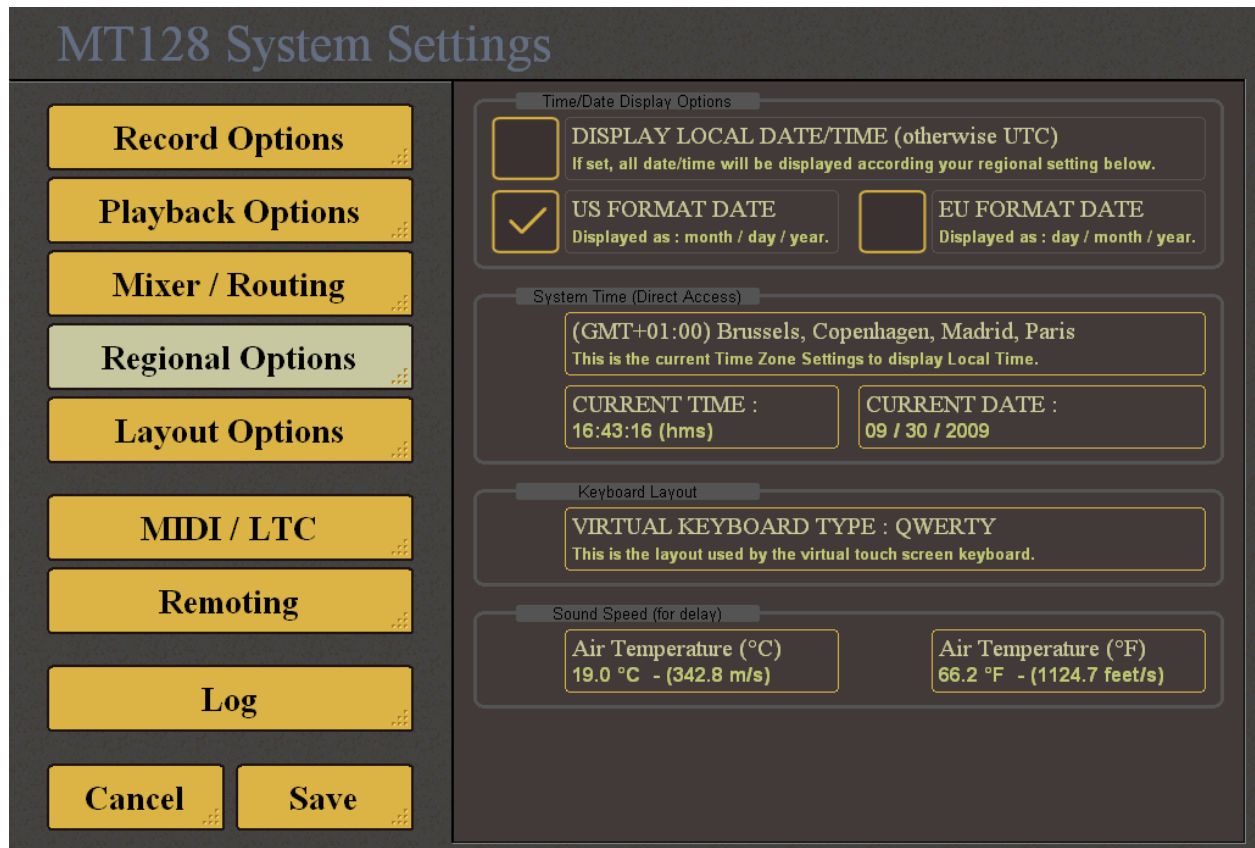 MT128 System Settings
Record Options
Playback Options
Mixer / Routing
Regional Options
Layout Options
MIDI / LTC
Remoting
Log
Cancel
Save
Time/Date Display Options
DISPLAY LOCAL DATE/TIME (otherwise UTC)
If set, all date/time will be displayed according your regional setting below.
US FORMAT DATE
Displayed as : month / day / year.
EU FORMAT DATE
Displayed as : day / month / year.
System Time (Direct Access)
(GMT+01:00) Brussels, Copenhagen, Madrid, Paris
This is the current Time Zone Settings to display Local Time.
CURRENT TIME :
16:43:16 (hms)
CURRENT DATE :
09 / 30 / 2009
Keyboard Layout
VIRTUAL KEYBOARD TYPE : QWERTY
This is the layout used by the virtual touch screen keyboard.
Sound Speed (for delay)
Air Temperature (°C)
19.0 °C - (342.8 m/s)
Air Temperature (°F)
66.2 °F - (1124.7 feet/s)